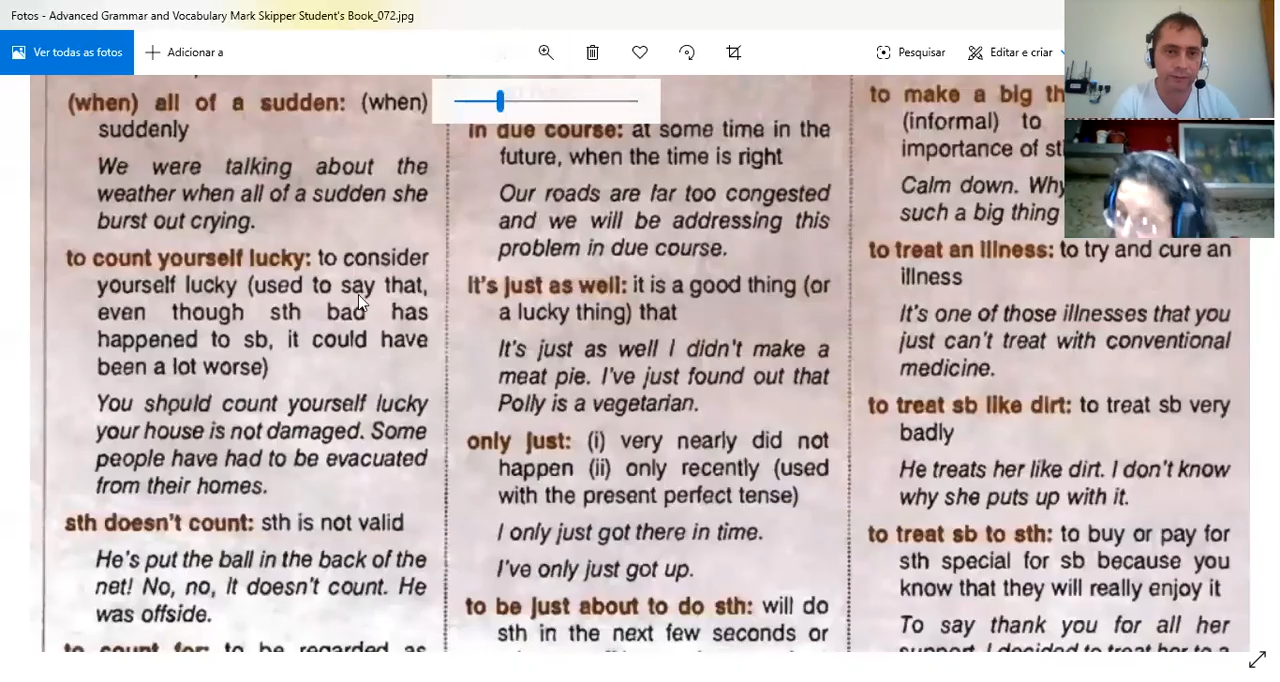 Fotos - Advanced Grammar and Vocabulary Mark Skipper Student's Book_072.jpg
Ver todas as fotos
Adicionar a
Pesquisar
Editar e criar
(when) all of a sudden: (when)
suddenly
We were talking about the
weather when all of a sudden she
burst out crying.
to count yourself lucky: to consider
yourself lucky (used to say that,
even though sth bad has
happened to sb, it could have
been a lot worse)
You should count yourself lucky
your house is not damaged. Some
people have had to be evacuated
from their homes.
sth doesn't count: sth is not valid
He's put the ball in the back of the
net! No, no, it doesn't count. He
was offside.
to count for: to be regarded as
in due course: at some time in the
future, when the time is right
Our roads are far too congested
and we will be addressing this
problem in due course.
It's just as well: it is a good thing (or
a lucky thing) that
It's just as well I didn't make a
meat pie. I've just found out that
Polly is a vegetarian.
only just: (i) very nearly did not
happen (ii) only recently (used
with the present perfect tense)
I only just got there in time.
I've only just got up.
to be just about to do sth: will do
sth in the next few seconds or
to make a big th
(informal) to
importance of st
Calm down. Why
such a big thing
to treat an illness: to try and cure an
illness
It's one of those illnesses that you
just can't treat with conventional
medicine.
to treat sb like dirt: to treat sb very
badly
He treats her like dirt. I don't know
why she puts up with it.
to treat sb to sth: to buy or pay for
sth special for sb because you
know that they will really enjoy it
To say thank you for all her
support, I decided to treat her to a